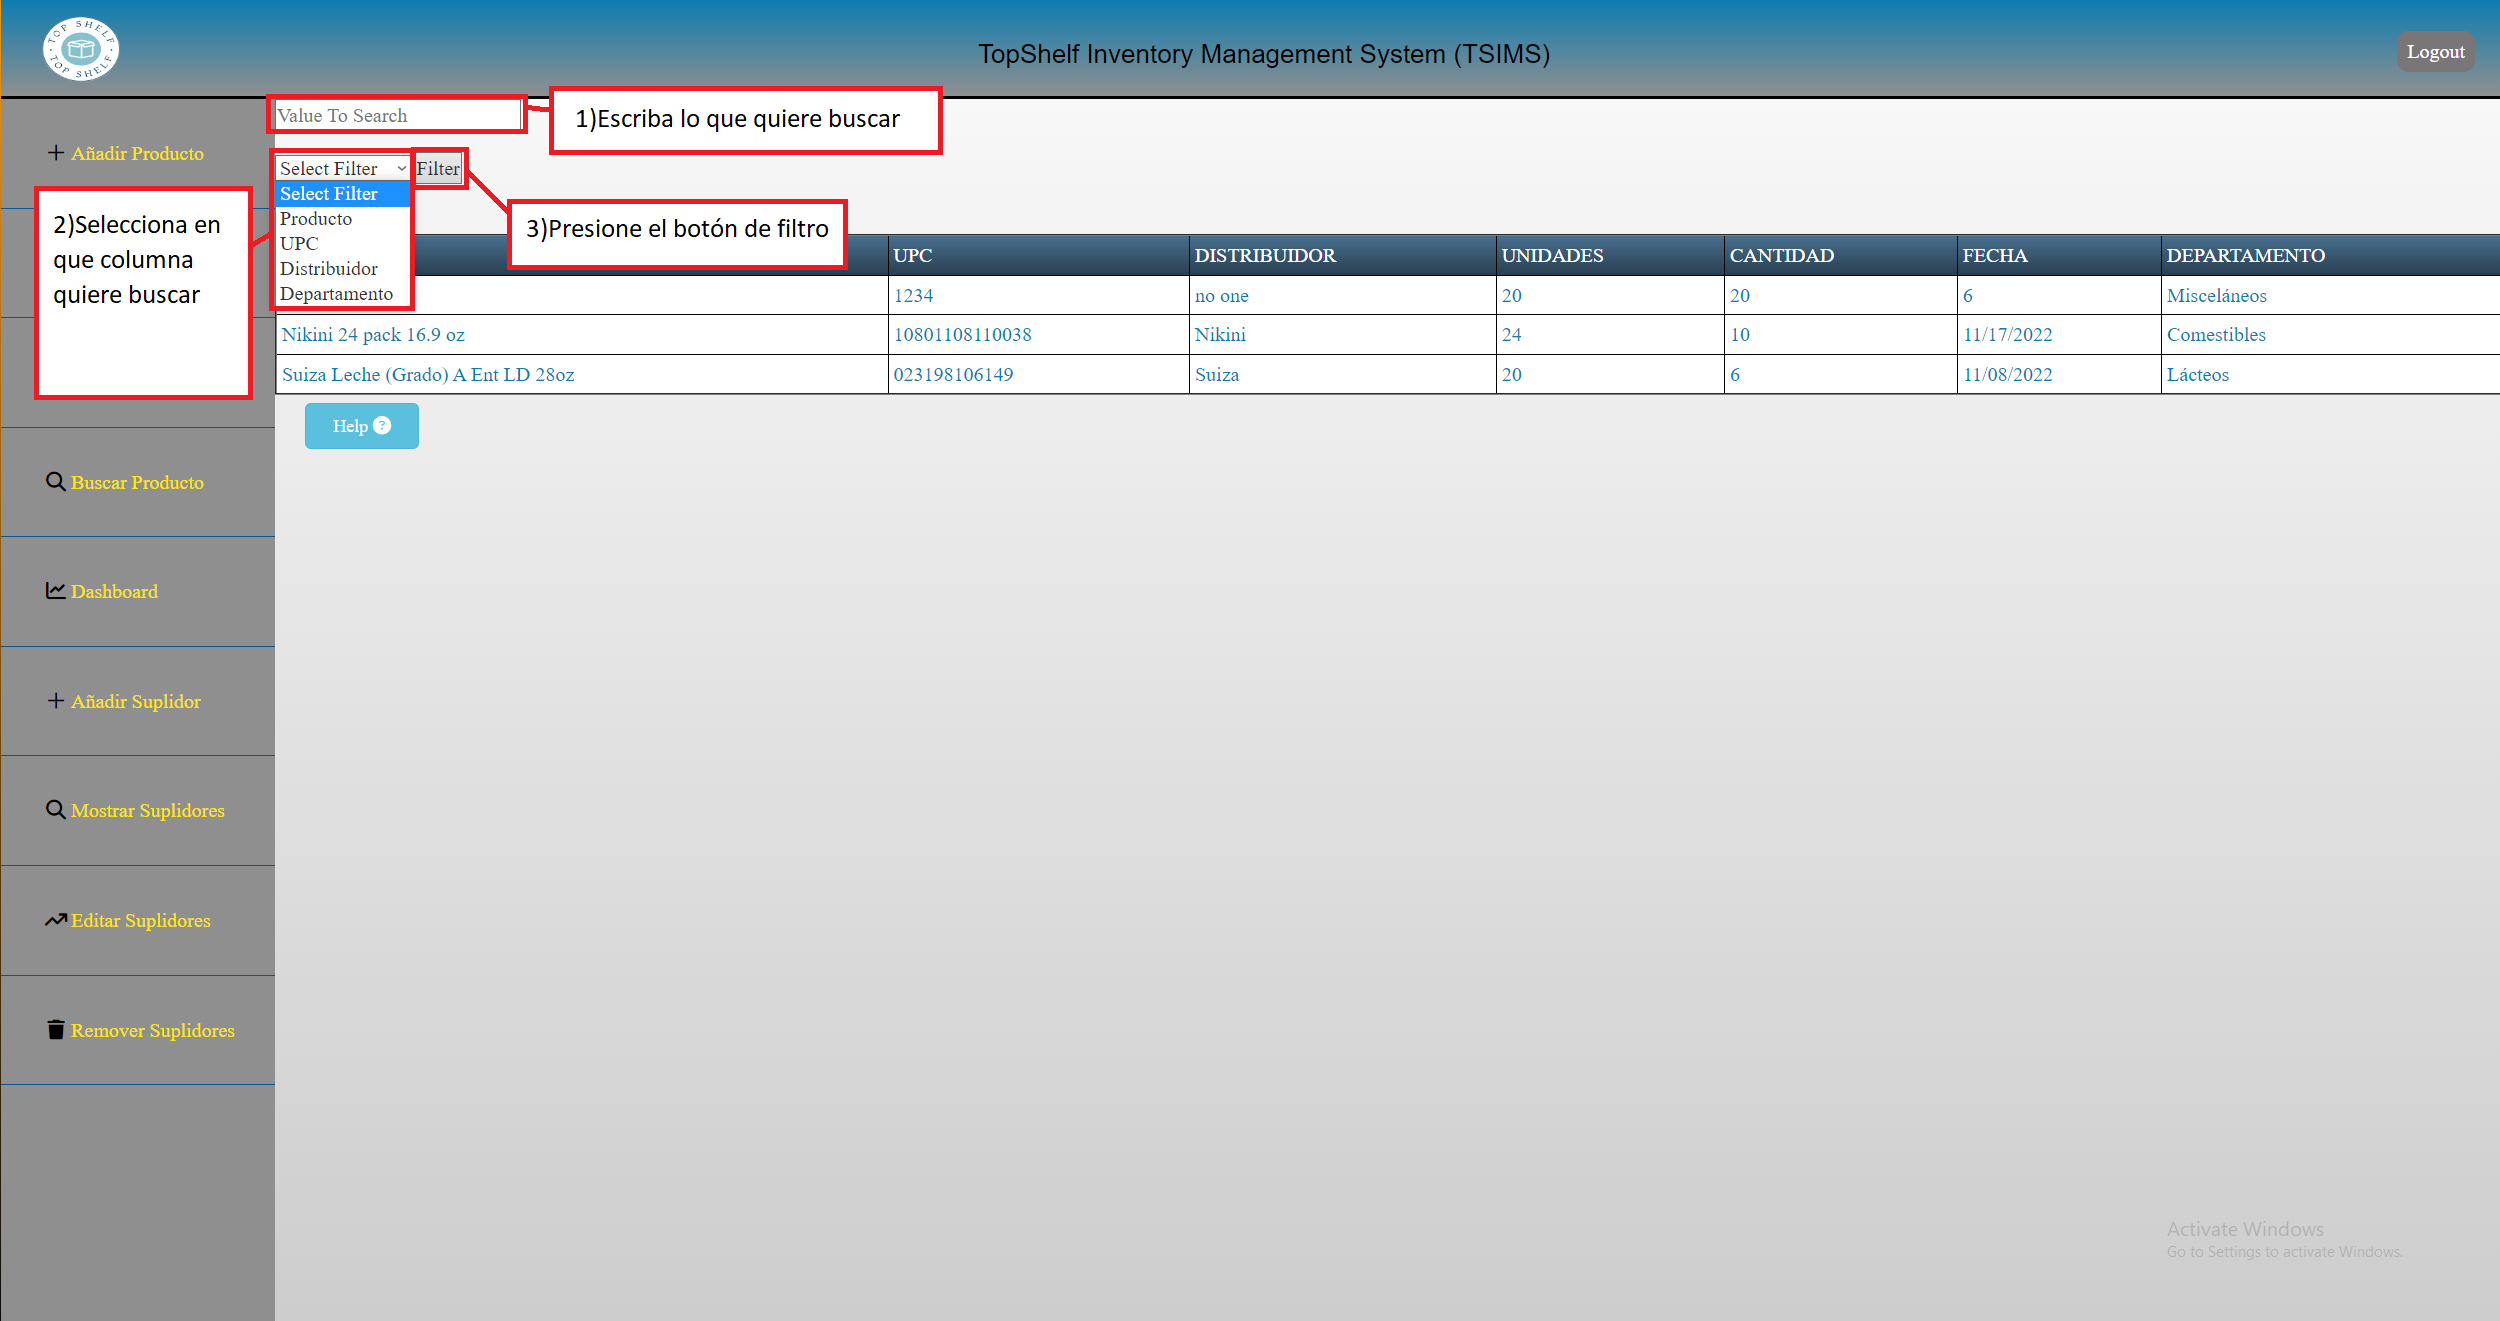 TOP SHELF
TOP SHELF
TopShelf Inventory Management System (TSIMS)
Logout
Value To Search
1)Escriba lo que quiere buscar
Añadir Producto
Select Filter
Filter
Select Filter
Producto
UPC
Distribuidor
Departamento
2)Selecciona en
que columna
quiere buscar
3)Presione el botón de filtro
UPC DISTRIBUIDOR UNIDADES CANTIDAD FECHA DEPARTAMENTO
1234 no one 20 20 6 Misceláneos
Nikini 24 pack 16.9 oz 10801108110038 Nikini 24 10 11/17/2022 Comestibles
Suiza Leche (Grado) A Ent LD 28oz 023198106149 Suiza 20 6 11/08/2022 Lácteos
Help ?
Buscar Producto
Dashboard
Añadir Suplidor
Mostrar Suplidores
Editar Suplidores
Remover Suplidores
Activate Windows
Go to Settings to activate Windows.